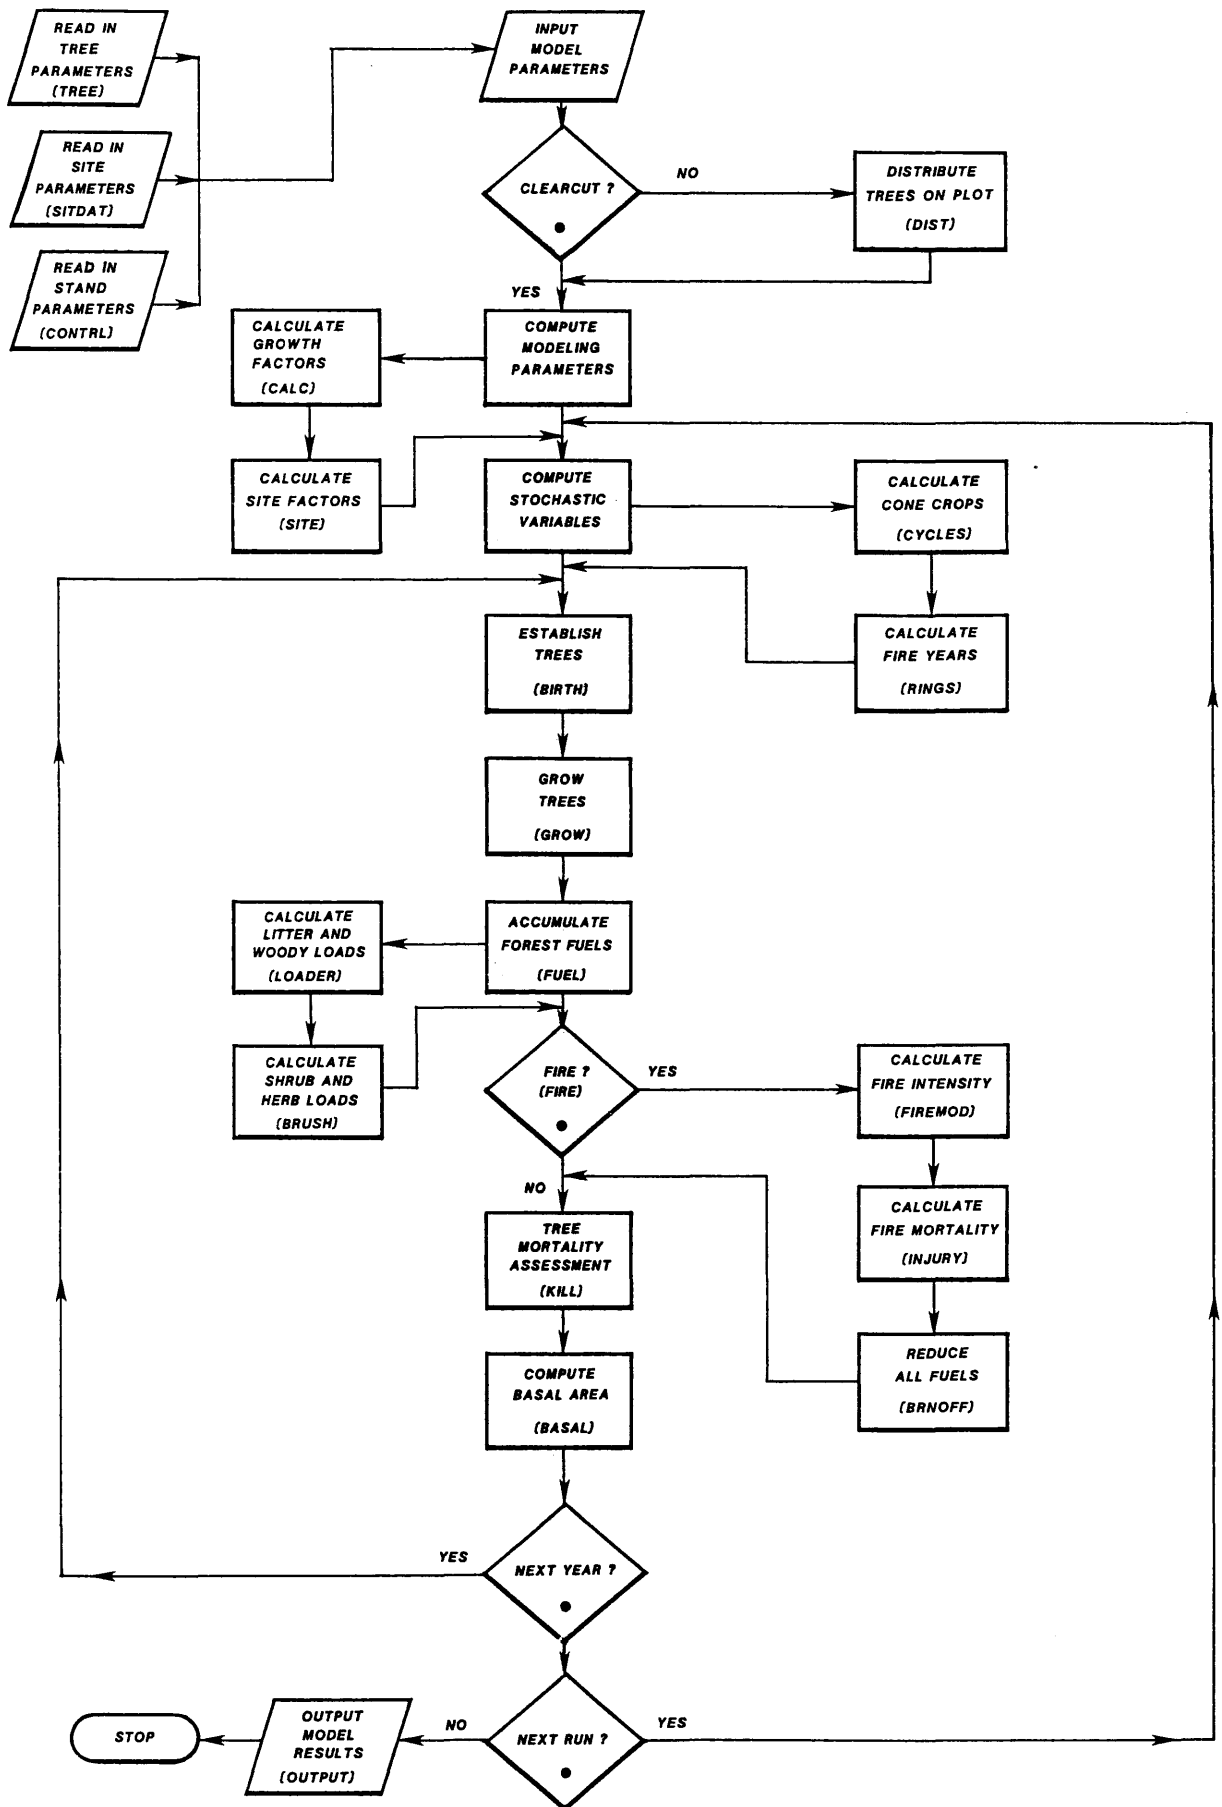 READ IN
TREE
PARAMETERS
(TREE)
INPUT
MODEL
PARAMETERS
READ IN
SITE
PARAMETERS
(SITDAT)
CLEARCUT ?
NO
DISTRIBUTE
TREES ON PLOT
(DIST)
READ IN
STAND
PARAMETERS
(CONTRL)
YES
CALCULATE
GROWTH
FACTORS
(CALC)
COMPUTE
MODELING
PARAMETERS
CALCULATE
SITE FACTORS
(SITE)
COMPUTE
STOCHASTIC
VARIABLES
CALCULATE
CONE CROPS
(CYCLES)
ESTABLISH
TREES
(BIRTH)
CALCULATE
FIRE YEARS
(RINGS)
GROW
TREES
(GROW)
CALCULATE
LITTER AND
WOODY LOADS
(LOADER)
ACCUMULATE
FOREST FUELS
(FUEL)
CALCULATE
SHRUB AND
HERB LOADS
(BRUSH)
FIRE ?
(FIRE)
YES
CALCULATE
FIRE INTENSITY
(FIREMOD)
NO
TREE
MORTALITY
ASSESSMENT
(KILL)
CALCULATE
FIRE MORTALITY
(INJURY)
COMPUTE
BASAL AREA
(BASAL)
REDUCE
ALL FUELS
(BRNOFF)
YES
NEXT YEAR ?
STOP
OUTPUT
MODEL
RESULTS
(OUTPUT)
NO
NEXT RUN ?
YES